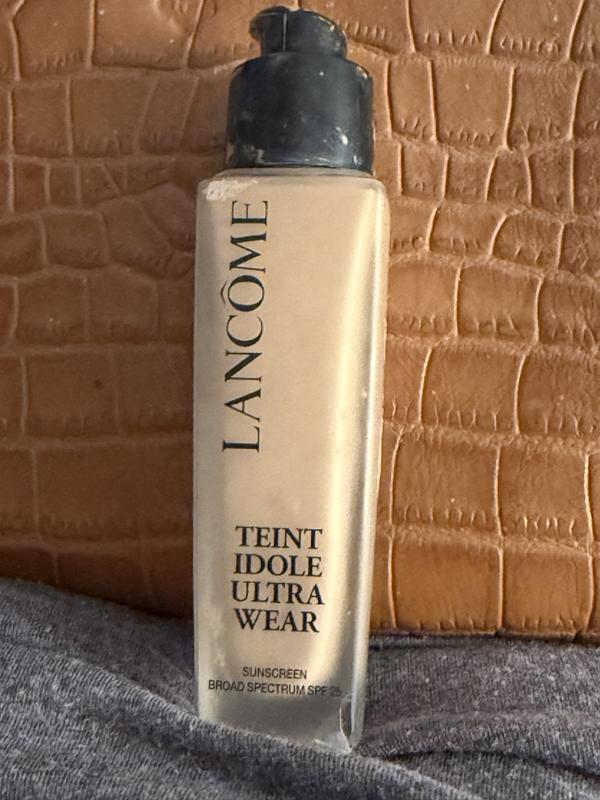 LANCÔME
TEINT
IDOLE
ULTRA
WEAR
SUNSCREEN
BROAD SPECTRUM SPF 25